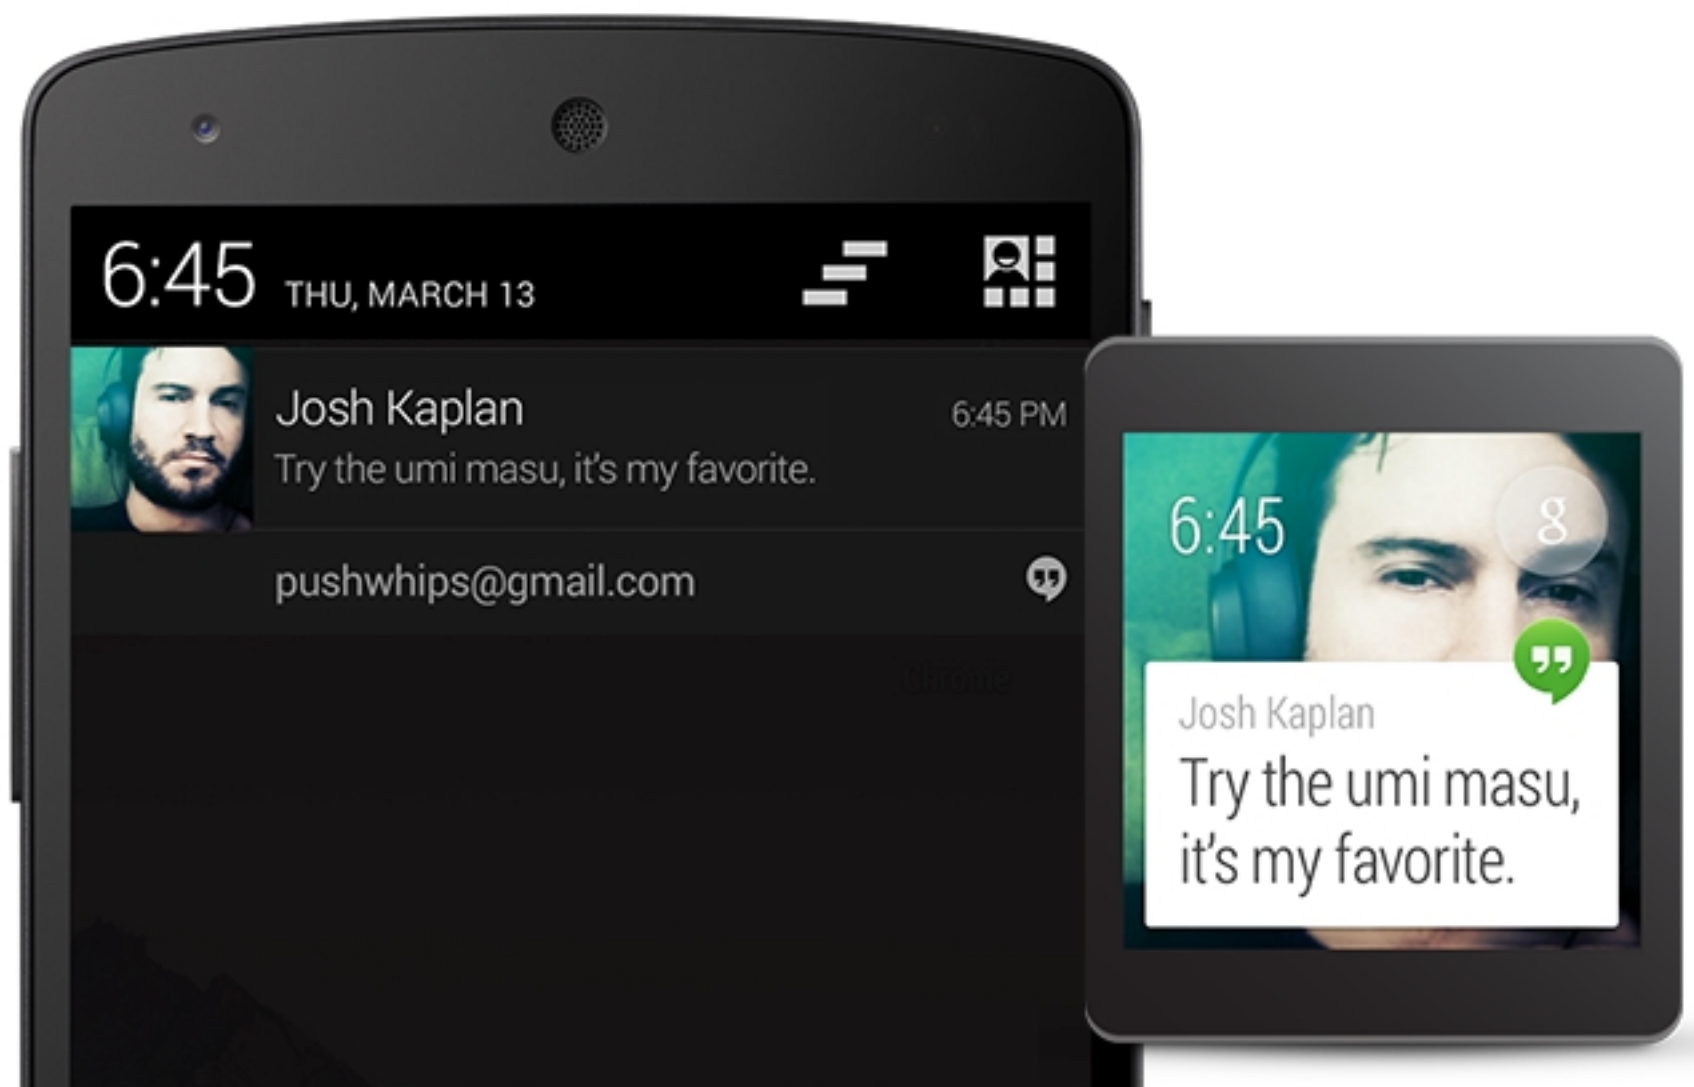 6:45 THU, MARCH 13
Josh Kaplan 6:45 PM
Try the umi masu, it's my favorite.
pushwhips@gmail.com
Chrome
6:45 g
Josh Kaplan
Try the umi masu,
it's my favorite.